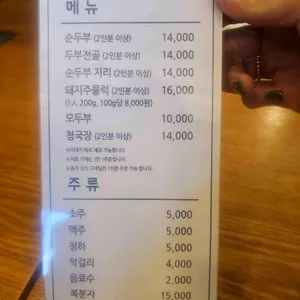 메뉴
순두부 (2인분 이상) 14,000
두부전골 (2인분 이상) 14,000
순두부 지리 (2인분 이상) 14,000
돼지주물럭 (2인분 이상) 16,000
(1人 200g, 100g당 8,000원)
모두부 10,000
청국장 (2인분 이상) 14,000
주류
소주 5,000
맥주 5,000
청하 5,000
막걸리 4,000
음료수 2,000
복분자 15,000